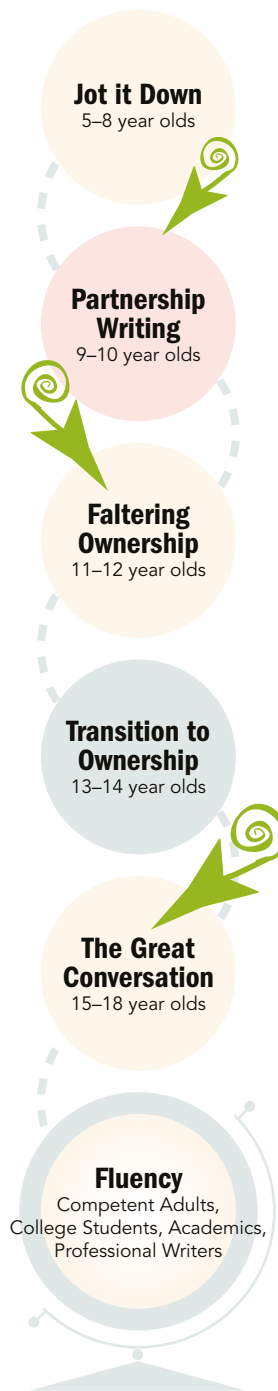 Jot it Down
5–8 year olds
Partnership
Writing
9–10 year olds
Faltering
Ownership
11–12 year olds
Transition to
Ownership
13–14 year olds
The Great
Conversation
15–18 year olds
Fluency
Competent Adults,
College Students, Academics,
Professional Writers